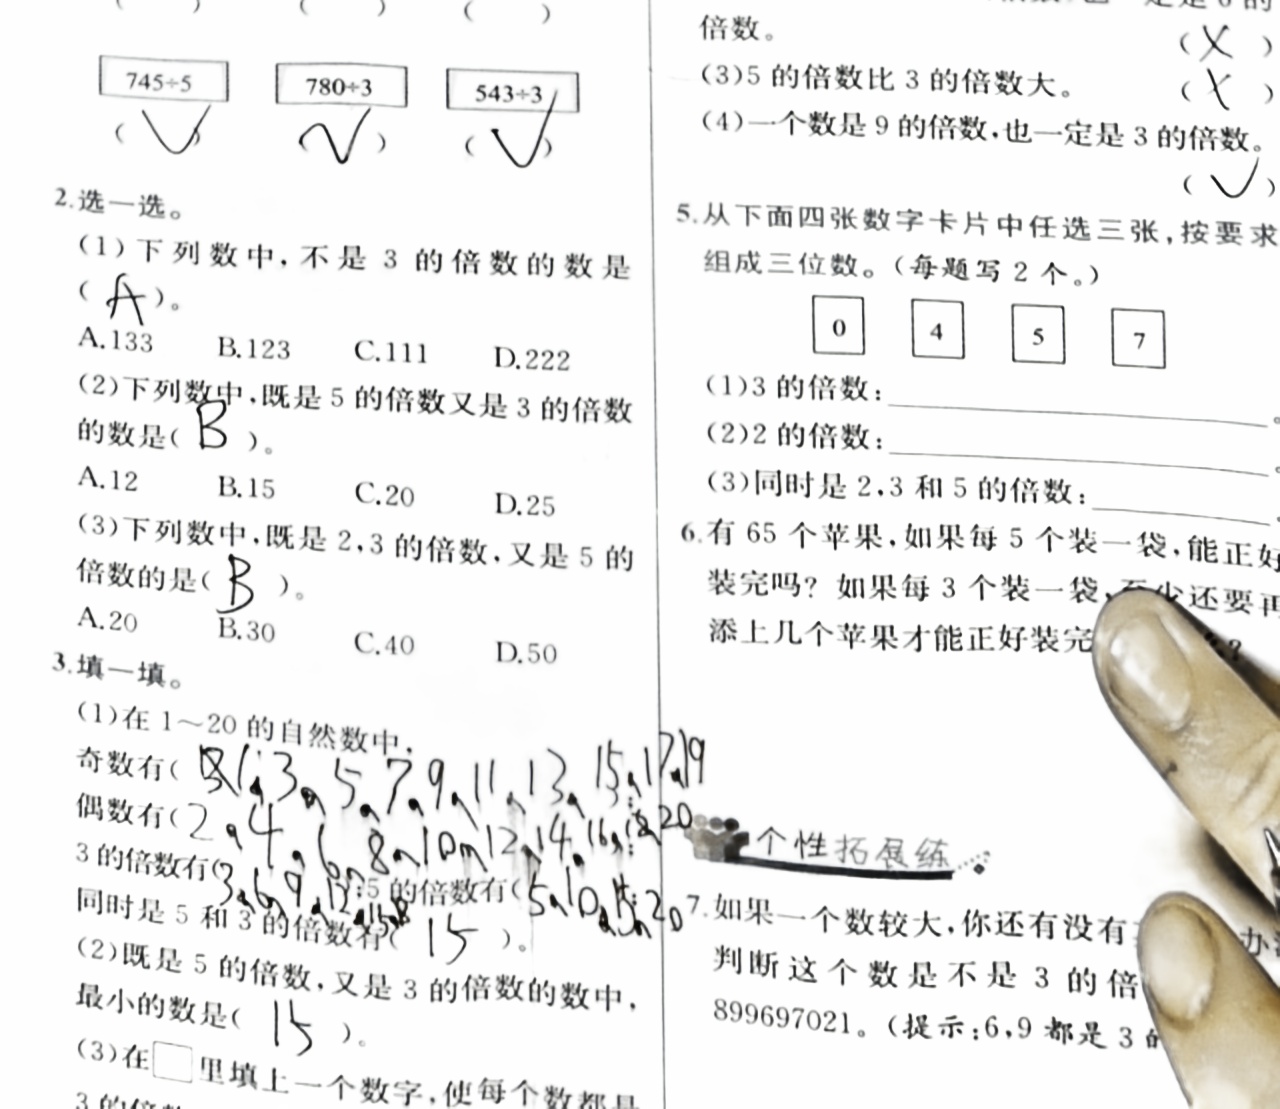 (    )    (    )    (    )
745÷5    780÷3    543÷3
( √ )    ( √ )    ( √ )
2.选一选。
(1)下列数中,不是3的倍数的数是
( A )。
A.133    B.123    C.111    D.222
(2)下列数中,既是5的倍数又是3的倍数
的数是( B )。
A.12    B.15    C.20    D.25
(3)下列数中,既是2,3的倍数,又是5的
倍数的是( B )。
A.20    B.30    C.40    D.50
3.填一填。
(1)在1~20的自然数中,
奇数有( 1,3,5,7,9,11,13,15,17,19
偶数有(2,4,6,8,10,12,14,16,18,20
3的倍数有(3,6,9,12,15,18 5的倍数有(5,10,15,20
同时是5和3的倍数有( 15 )。
(2)既是5的倍数,又是3的倍数的数中,
最小的数是( 15 )。
(3)在□里填上一个数字,使每个数都是
3的倍数
倍数。    ( X )
(3)5的倍数比3的倍数大。    ( X )
(4)一个数是9的倍数,也一定是3的倍数。
( √ )
5.从下面四张数字卡片中任选三张,按要求
组成三位数。(每题写2个。)
0    4    5    7
(1)3的倍数:                。
(2)2的倍数:                。
(3)同时是2,3和5的倍数:        。
6.有65个苹果,如果每5个装一袋,能正好
装完吗?如果每3个装一袋,至少还要再
添上几个苹果才能正好装完
个性拓展练
7.如果一个数较大,你还有没有
判断这个数是不是3的倍
899697021。(提示:6,9都是3的